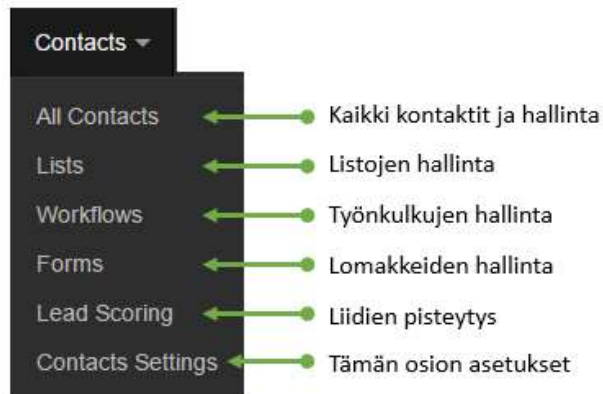 Contacts
All Contacts Kaikki kontaktit ja hallinta
Lists Listojen hallinta
Workflows Työnkulkujen hallinta
Forms Lomakkeiden hallinta
Lead Scoring Liidien pisteytys
Contacts Settings Tämän osion asetukset